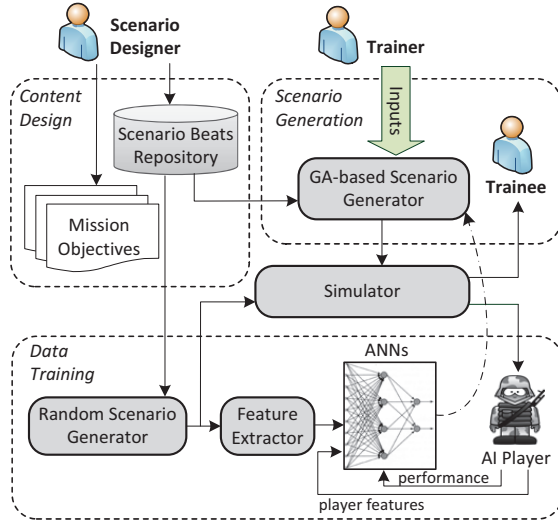 Scenario
Designer
Trainer
Content
Design
Scenario Beats
Repository
Mission
Objectives
Scenario
Generation
Inputs
GA-based Scenario
Generator
Trainee
Simulator
Data
Training
ANNs
Random Scenario
Generator
Feature
Extractor
AI Player
performance
player features